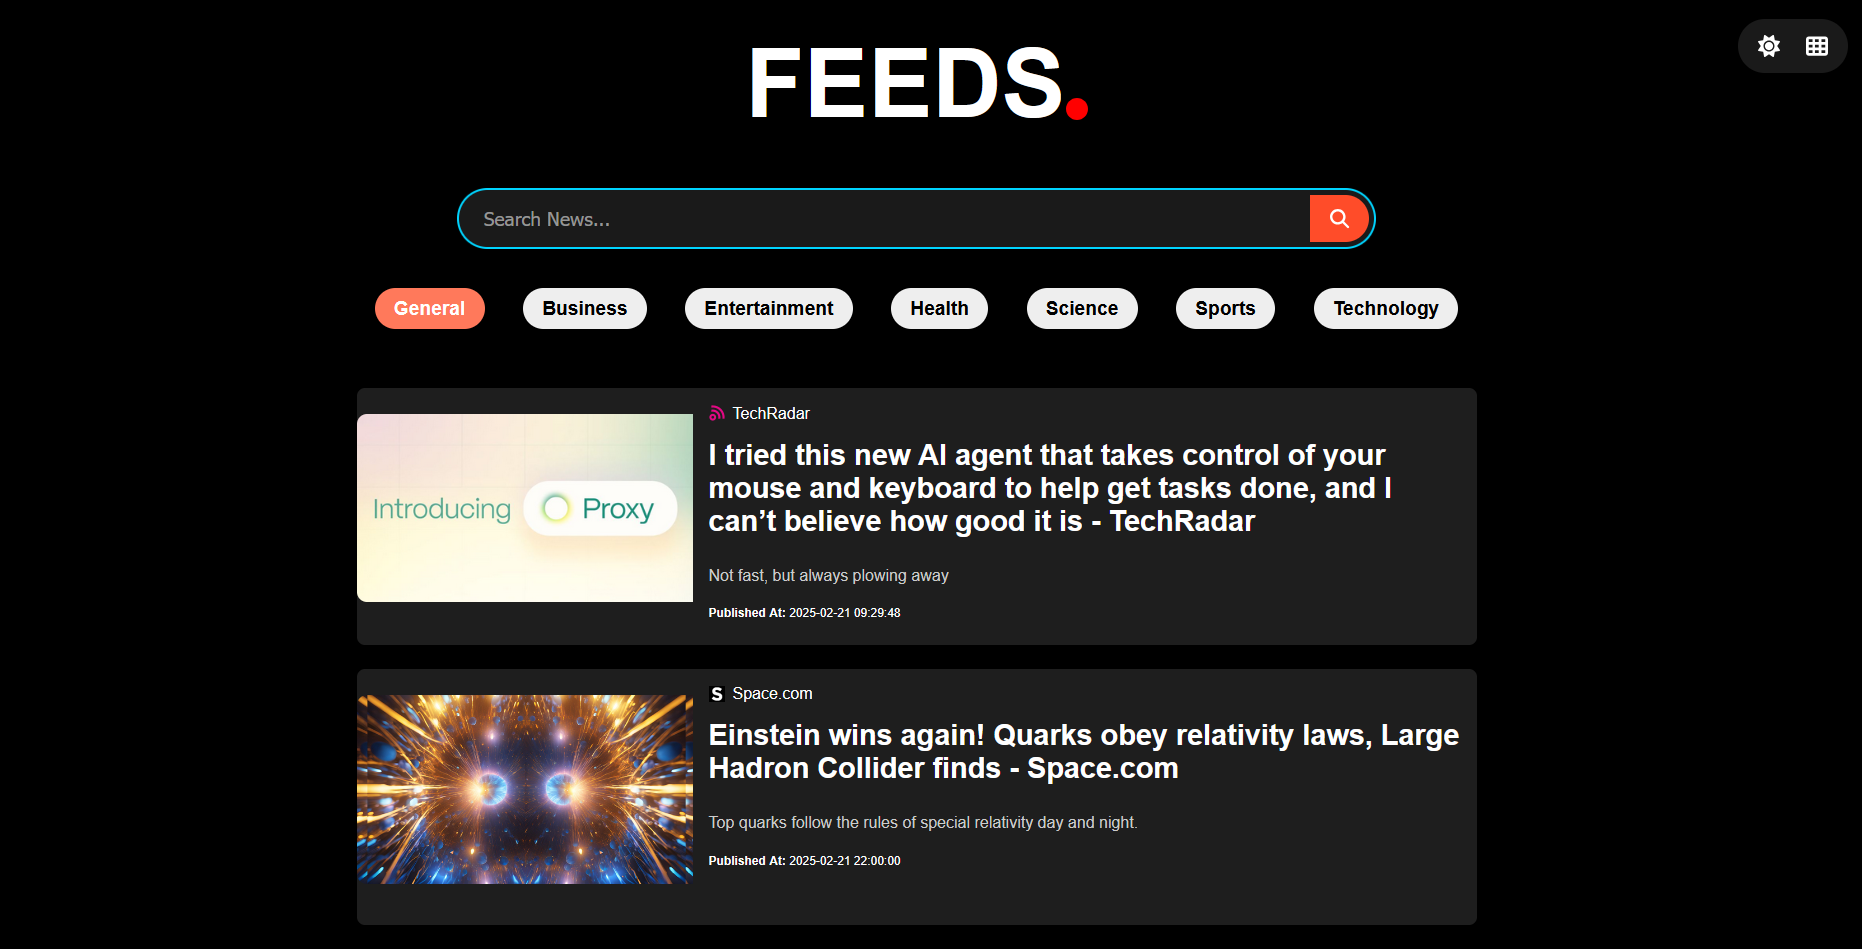 FEEDS.
Search News...
General
Business
Entertainment
Health
Science
Sports
Technology
Introducing Proxy
TechRadar
I tried this new AI agent that takes control of your
mouse and keyboard to help get tasks done, and I
can’t believe how good it is - TechRadar
Not fast, but always plowing away
Published At: 2025-02-21 09:29:48
S Space.com
Einstein wins again! Quarks obey relativity laws, Large
Hadron Collider finds - Space.com
Top quarks follow the rules of special relativity day and night.
Published At: 2025-02-21 22:00:00